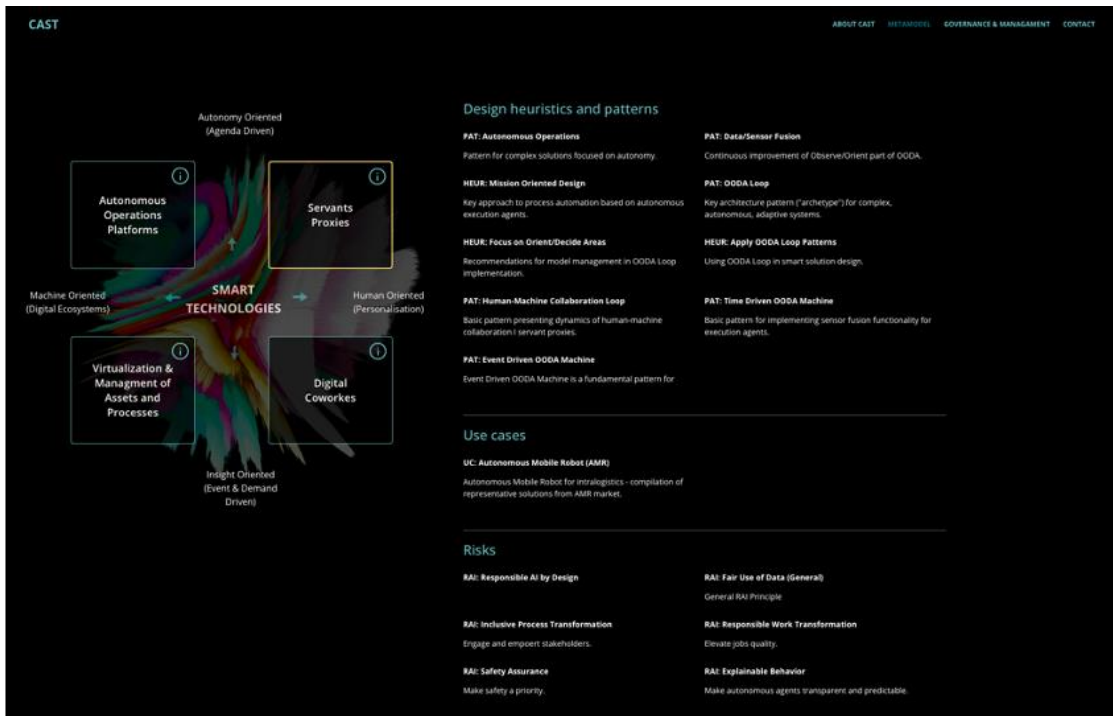 CAST
ABOUT CAST
METAMODEL
GOVERNANCE & MANAGAMENT
CONTACT
Autonomy Oriented
(Agenda Driven)
Autonomous
Operations
Platforms
Servants
Proxies
Machine Oriented
(Digital Ecosystems)
SMART
TECHNOLOGIES
Human Oriented
(Personalisation)
Virtualization &
Managment of
Assets and
Processes
Digital
Coworkes
Insight Oriented
(Event & Demand
Driven)
Design heuristics and patterns
PAT: Autonomous Operations
Pattern for complex solutions focused on autonomy.
PAT: Data/Sensor Fusion
Continuous improvement of Observe/Orient part of OODA.
HEUR: Mission Oriented Design
Key approach to process automation based on autonomous
execution agents.
PAT: OODA Loop
Key architecture pattern ("archetype") for complex,
autonomous, adaptive systems.
HEUR: Focus on Orient/Decide Areas
Recommendations for model management in OODA Loop
implementation.
HEUR: Apply OODA Loop Patterns
Using OODA Loop in smart solution design.
PAT: Human-Machine Collaboration Loop
Basic pattern presenting dynamics of human-machine
collaboration I servant proxies.
PAT: Time Driven OODA Machine
Basic pattern for implementing sensor fusion functionality for
execution agents.
PAT: Event Driven OODA Machine
Event Driven OODA Machine is a fundamental pattern for
Use cases
UC: Autonomous Mobile Robot (AMR)
Autonomous Mobile Robot for intralogistics - compilation of
representative solutions from AMR market.
Risks
RAI: Responsible AI by Design
RAI: Fair Use of Data (General)
General RAI Principle
RAI: Inclusive Process Transformation
Engage and empoert stakeholders.
RAI: Responsible Work Transformation
Elevate jobs quality.
RAI: Safety Assurance
Make safety a priority.
RAI: Explainable Behavior
Make autonomous agents transparent and predictable.